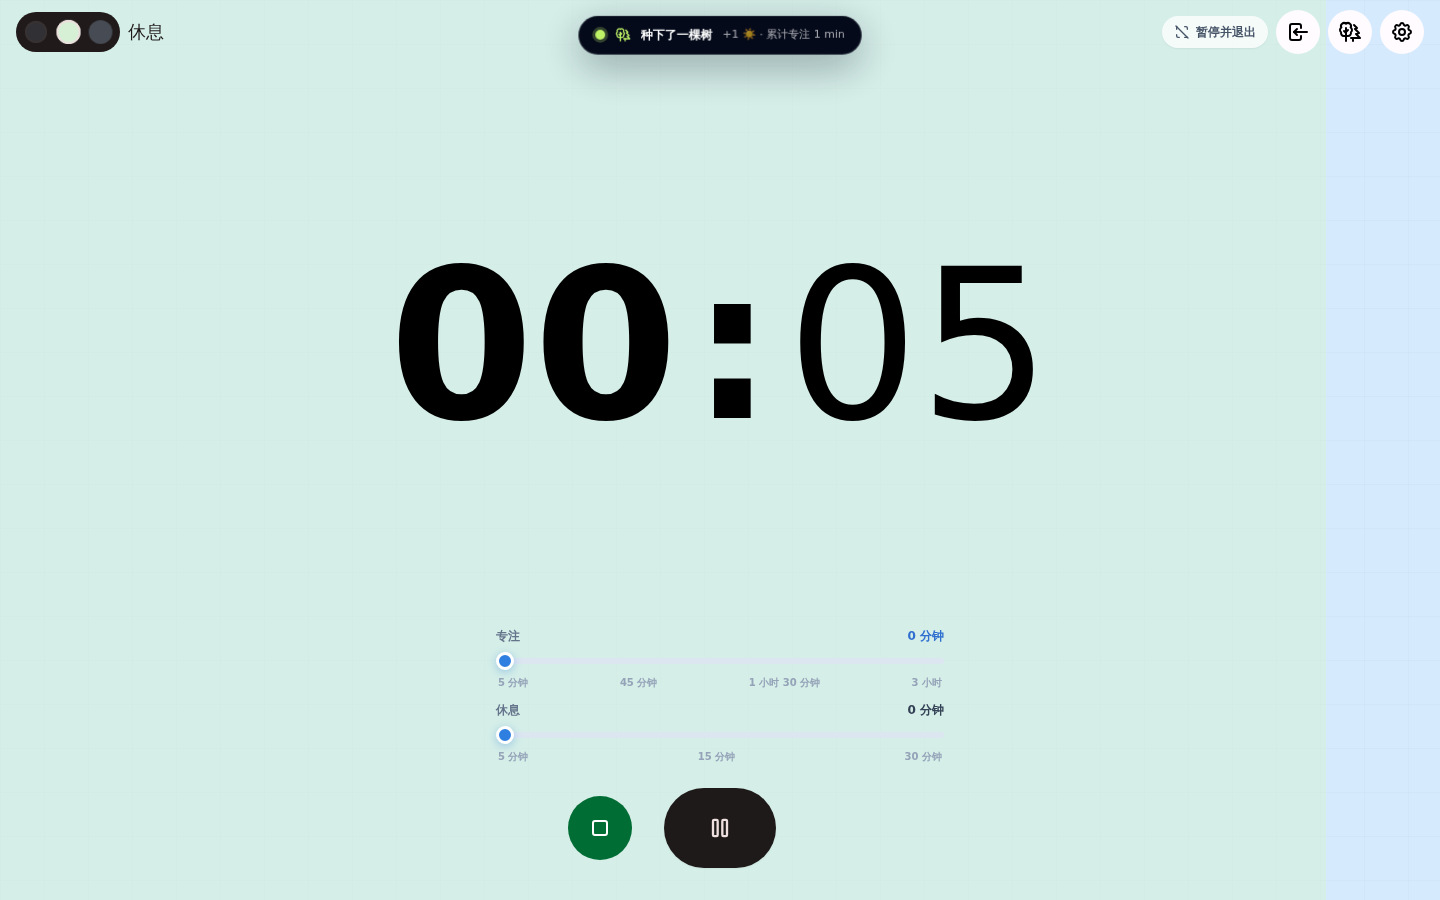 休息
种下了一棵树 +1 ☀️ · 累计专注 1 min
暂停并退出
00:05
专注 0 分钟
5 分钟 45 分钟 1 小时 30 分钟 3 小时
休息 0 分钟
5 分钟 15 分钟 30 分钟